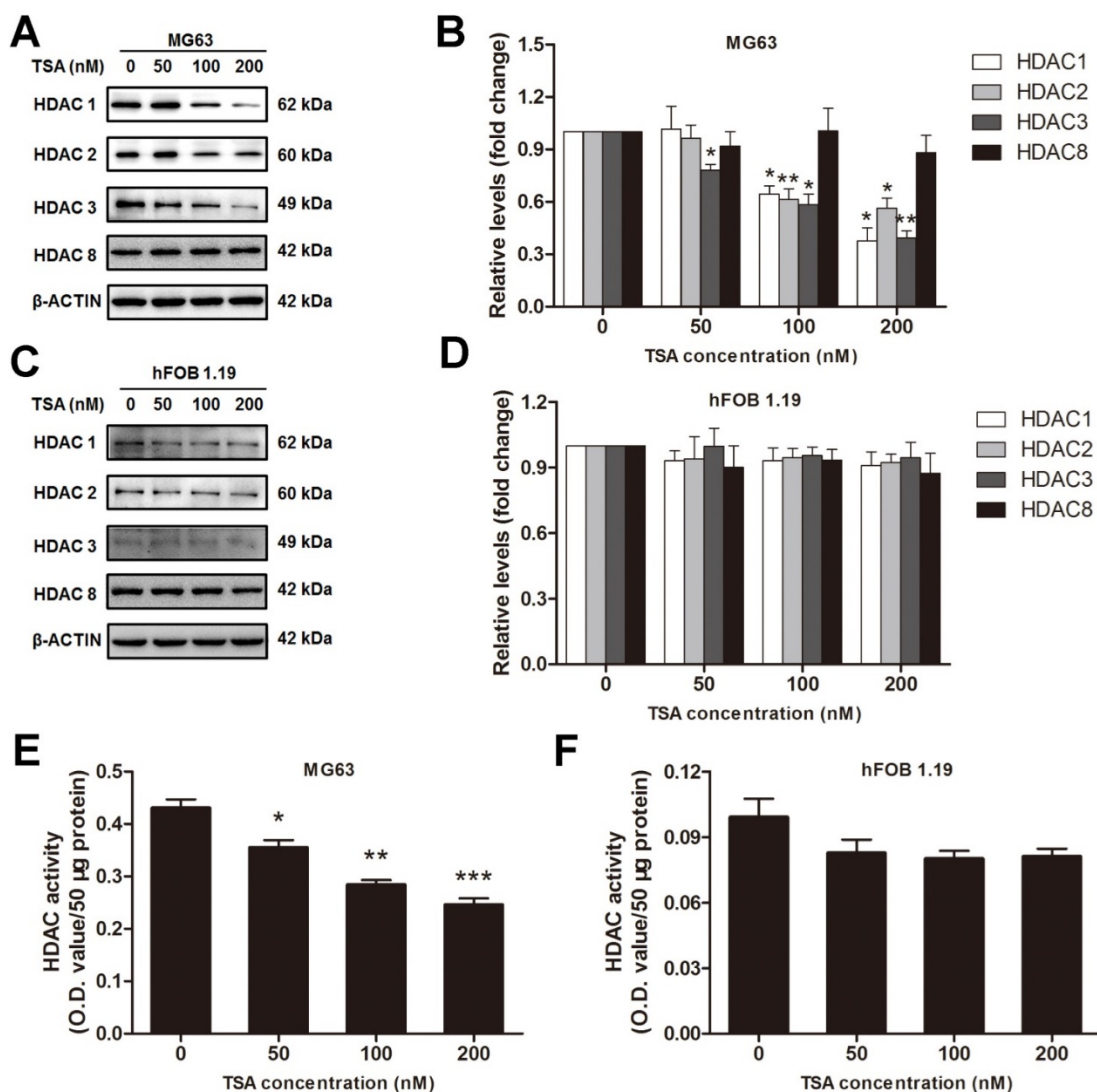 A
MG63
TSA (nM) 0 50 100 200
HDAC 1 62 kDa
HDAC 2 60 kDa
HDAC 3 49 kDa
HDAC 8 42 kDa
β-ACTIN 42 kDa
B
MG63
Relative levels (fold change)
1.5
1.2
0.9
0.6
0.3
0.0
*
* ** *
* * **
0 50 100 200
TSA concentration (nM)
HDAC1
HDAC2
HDAC3
HDAC8
C
hFOB 1.19
TSA (nM) 0 50 100 200
HDAC 1 62 kDa
HDAC 2 60 kDa
HDAC 3 49 kDa
HDAC 8 42 kDa
β-ACTIN 42 kDa
D
hFOB 1.19
Relative levels (fold change)
1.2
0.9
0.6
0.3
0.0
0 50 100 200
TSA concentration (nM)
HDAC1
HDAC2
HDAC3
HDAC8
E
MG63
HDAC activity
(O.D. value/50 µg protein)
0.5
0.4
0.3
0.2
0.1
0.0
* ** ***
0 50 100 200
TSA concentration (nM)
F
hFOB 1.19
HDAC activity
(O.D. value/50 µg protein)
0.12
0.09
0.06
0.03
0.00
0 50 100 200
TSA concentration (nM)